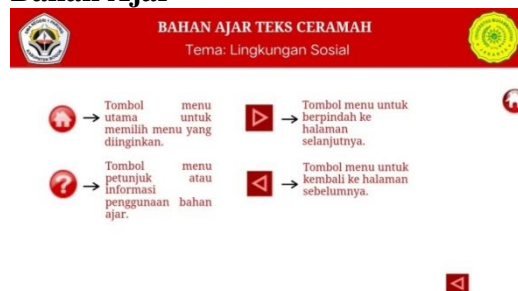 Bahan Ajar
BAHAN AJAR TEKS CERAMAH
Tema: Lingkungan Sosial
Tombol menu
utama untuk
memilih menu yang
diinginkan.
Tombol menu untuk
berpindah ke
halaman
selanjutnya.
?
Tombol menu
petunjuk atau
informasi
penggunaan bahan
ajar.
Tombol menu untuk
kembali ke halaman
sebelumnya.